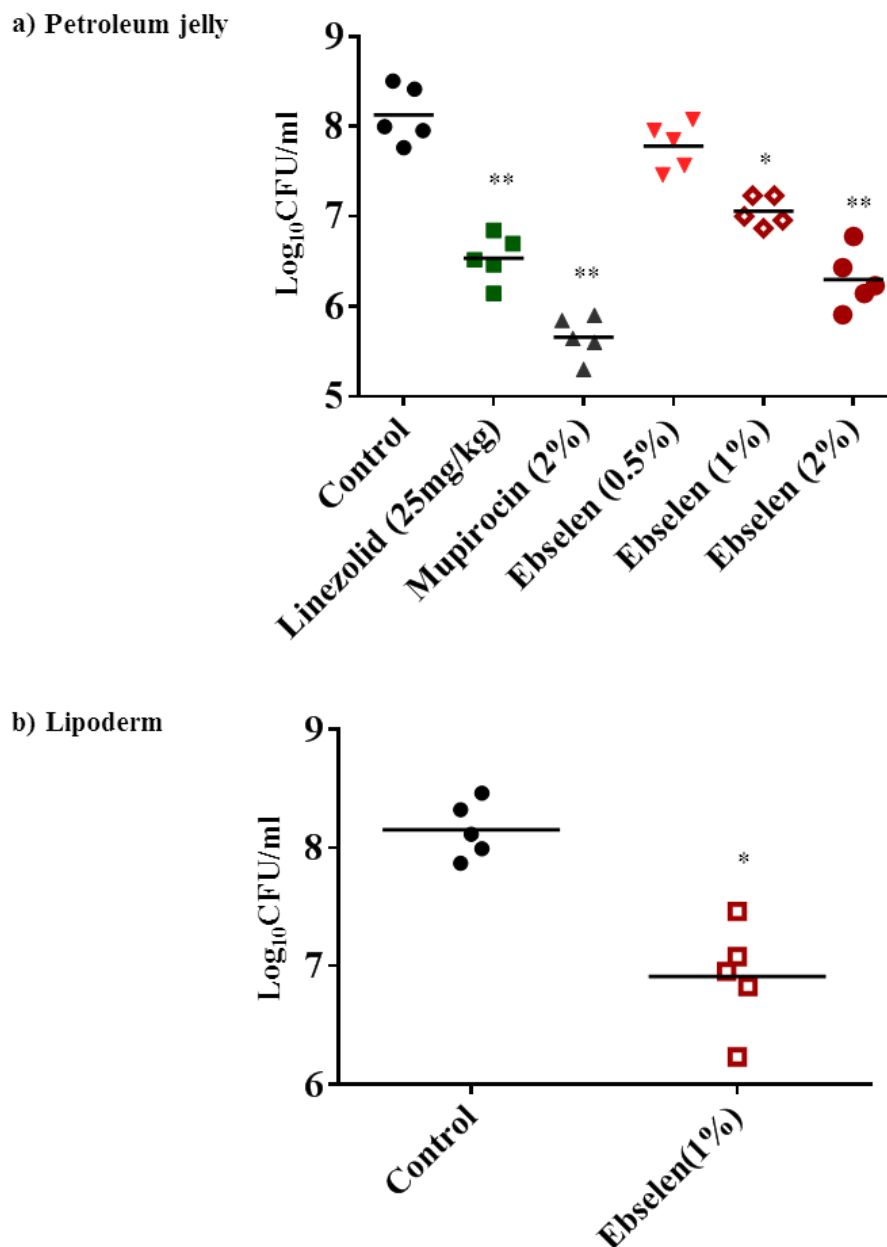 a) Petroleum jelly
9
8
7
6
5
Log₁₀CFU/ml
**
**
*
**
Control
Linezolid (25mg/kg)
Mupirocin (2%)
Ebselen (0.5%)
Ebselen (1%)
Ebselen (2%)
b) Lipoderm
9
8
7
6
Log₁₀CFU/ml
*
Control
Ebselen(1%)